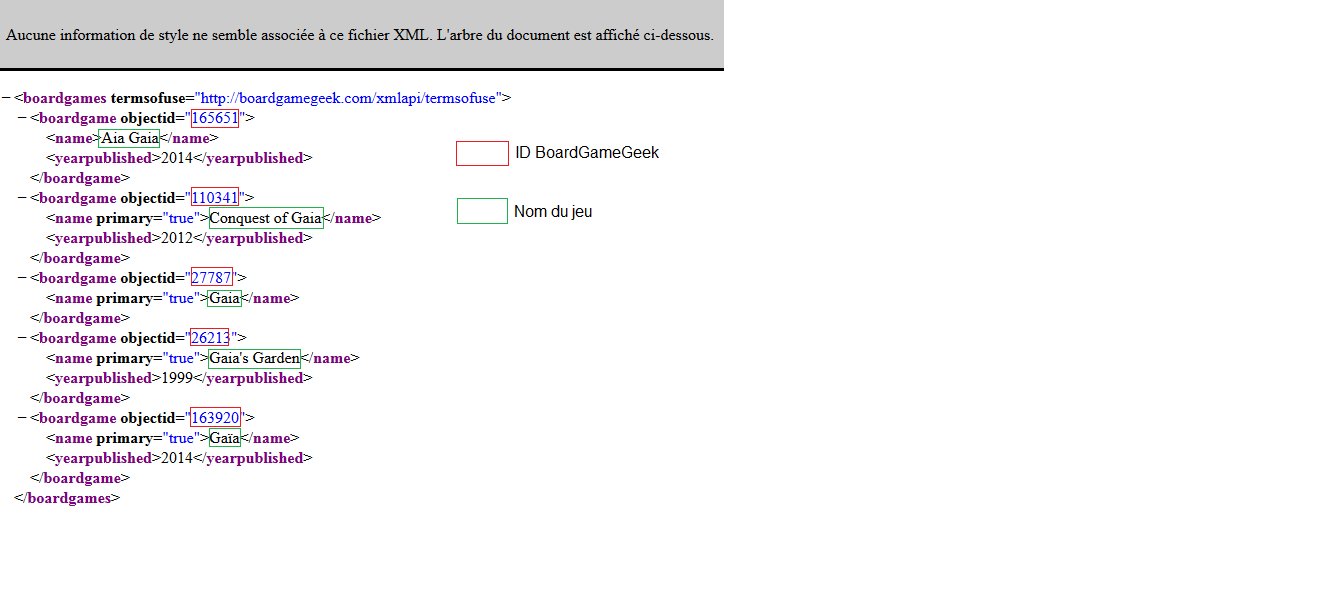 Aucune information de style ne semble associée à ce fichier XML. L'arbre du document est affiché ci-dessous.
−<boardgames termsofuse="http://boardgamegeek.com/xmlapi/termsofuse">
−<boardgame objectid="165651">
<name>Aia Gaia</name>
ID BoardGameGeek
<yearpublished>2014</yearpublished>
</boardgame>
−<boardgame objectid="110341">
<name primary="true">Conquest of Gaia</name>
Nom du jeu
<yearpublished>2012</yearpublished>
</boardgame>
−<boardgame objectid="27787">
<name primary="true">Gaia</name>
</boardgame>
−<boardgame objectid="26213">
<name primary="true">Gaia's Garden</name>
<yearpublished>1999</yearpublished>
</boardgame>
−<boardgame objectid="163920">
<name primary="true">Gaïa</name>
<yearpublished>2014</yearpublished>
</boardgame>
</boardgames>